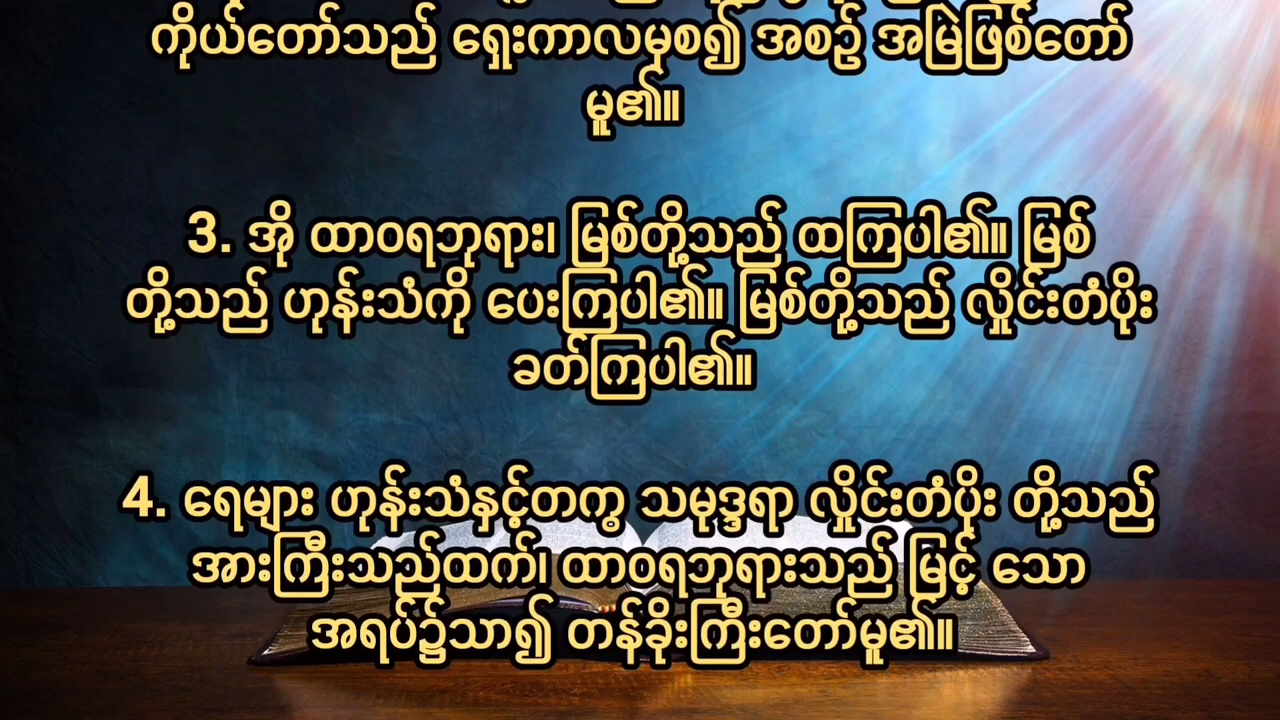 ကိုယ်တော်သည် ရှေးကာလမှစ၍ အစဉ် အမြဲဖြစ်တော်
မူ၏။
3. အို ထာဝရဘုရား၊ မြစ်တို့သည် ထကြပါ၏။ မြစ်
တို့သည် ဟုန်းသံကို ပေးကြပါ၏။ မြစ်တို့သည် လှိုင်းတံပိုး
ခတ်ကြပါ၏။
4. ရေများ ဟုန်းသံနှင့်တကွ သမုဒ္ဒရာ လှိုင်းတံပိုး တို့သည်
အားကြီးသည်ထက်၊ ထာဝရဘုရားသည် မြင့် သော
အရပ်၌သာ၍ တန်ခိုးကြီးတော်မူ၏။